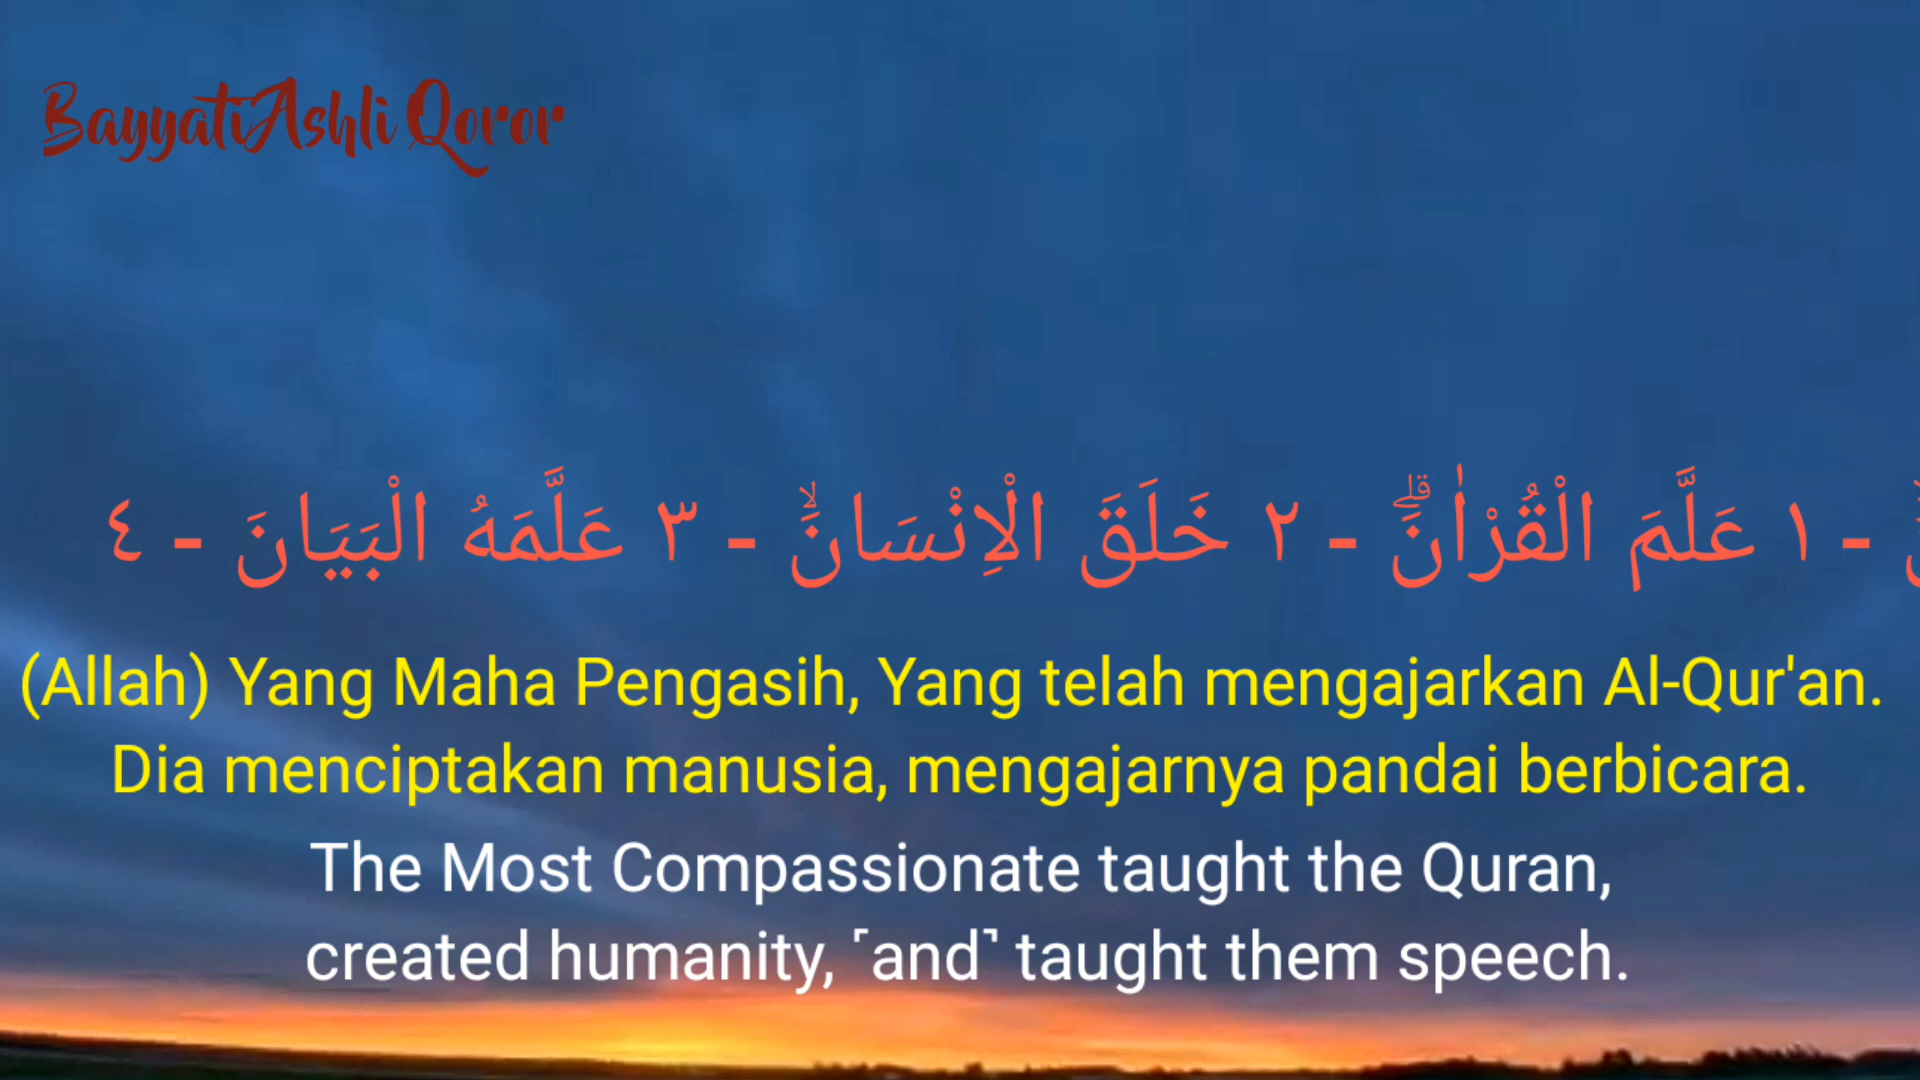 Bayyati Ashli Qoror
- ١ عَلَّمَ الْقُرْاٰنَۗ - ٢ خَلَقَ الْاِنْسَانَۙ - ٣ عَلَّمَهُ الْبَيَانَ - ٤
(Allah) Yang Maha Pengasih, Yang telah mengajarkan Al-Qur'an.
Dia menciptakan manusia, mengajarnya pandai berbicara.
The Most Compassionate taught the Quran,
created humanity, ˹and˺ taught them speech.